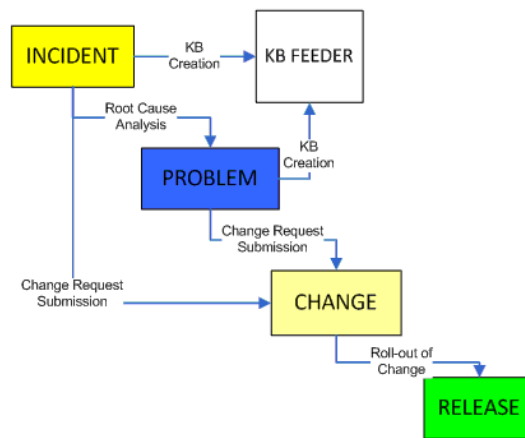 INCIDENT
KB
Creation
KB FEEDER
Root Cause
Analysis
KB
Creation
PROBLEM
Change Request
Submission
Change Request
Submission
CHANGE
Roll-out of
Change
RELEASE